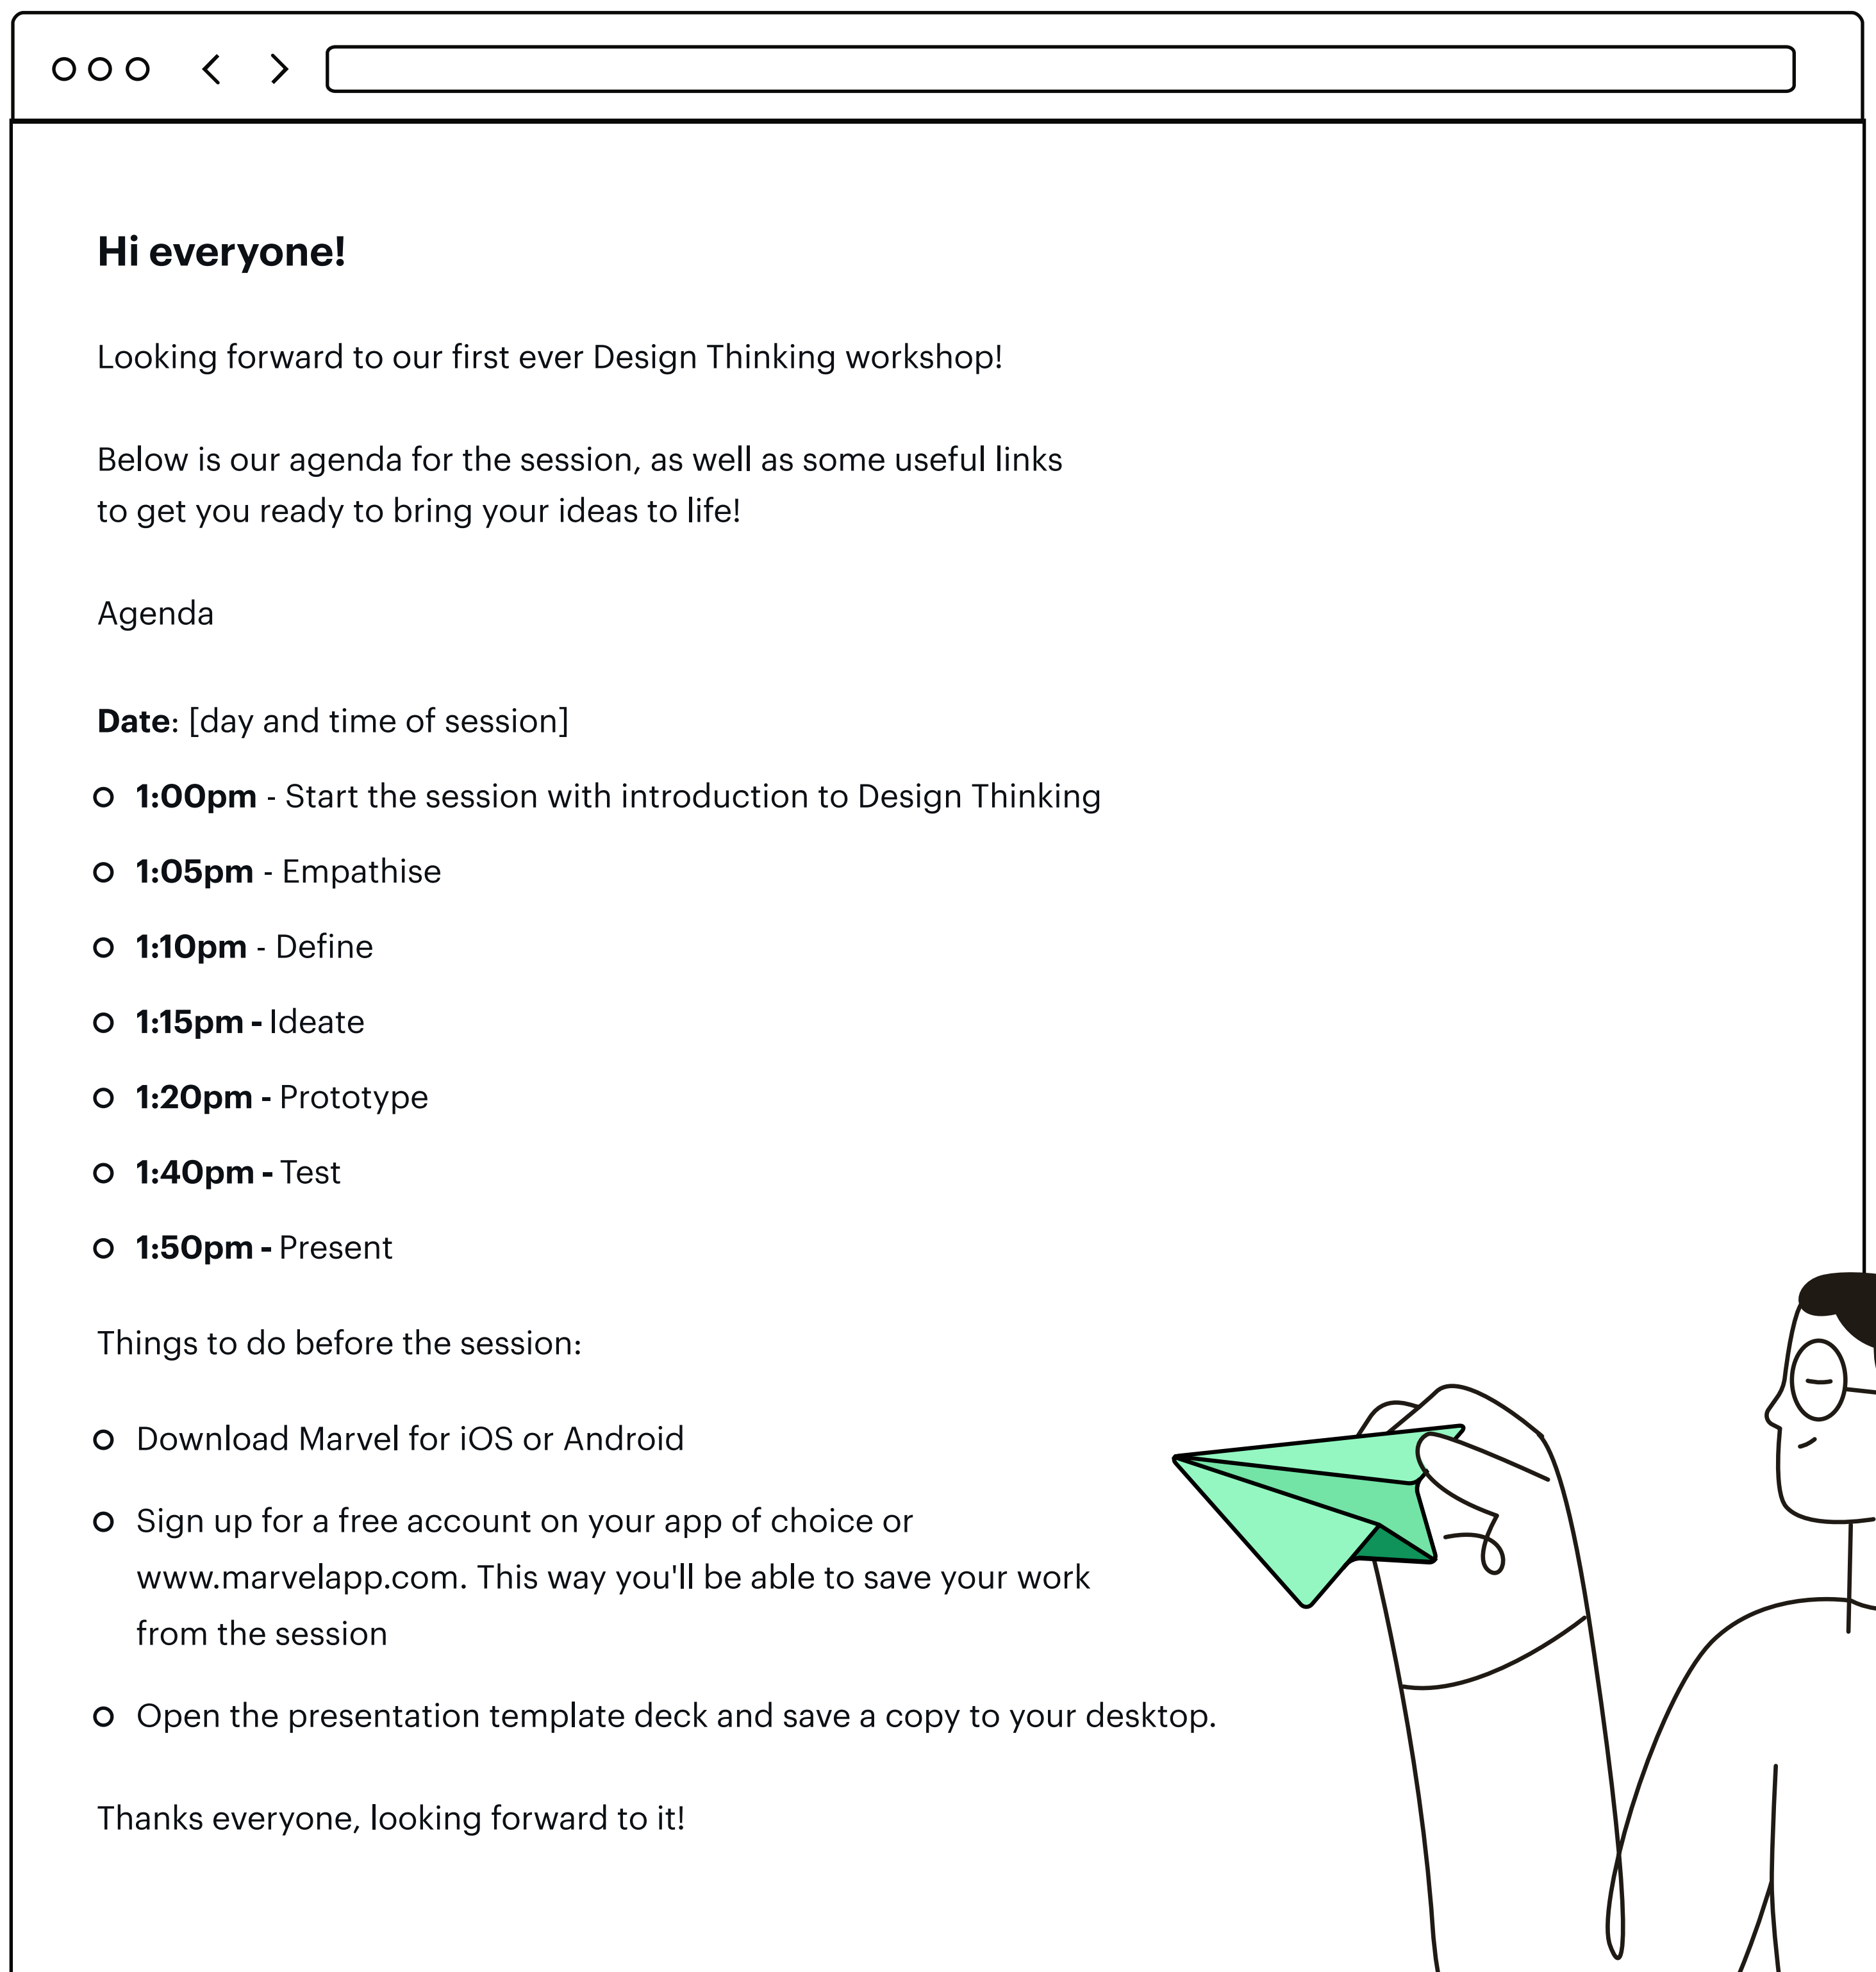 Hi everyone!
Looking forward to our first ever Design Thinking workshop!
Below is our agenda for the session, as well as some useful links
to get you ready to bring your ideas to life!
Agenda
Date: [day and time of session]
1:00pm - Start the session with introduction to Design Thinking
1:05pm - Empathise
1:10pm - Define
1:15pm - Ideate
1:20pm - Prototype
1:40pm - Test
1:50pm - Present
Things to do before the session:
Download Marvel for iOS or Android
Sign up for a free account on your app of choice or
www.marvelapp.com. This way you'll be able to save your work
from the session
Open the presentation template deck and save a copy to your desktop.
Thanks everyone, looking forward to it!